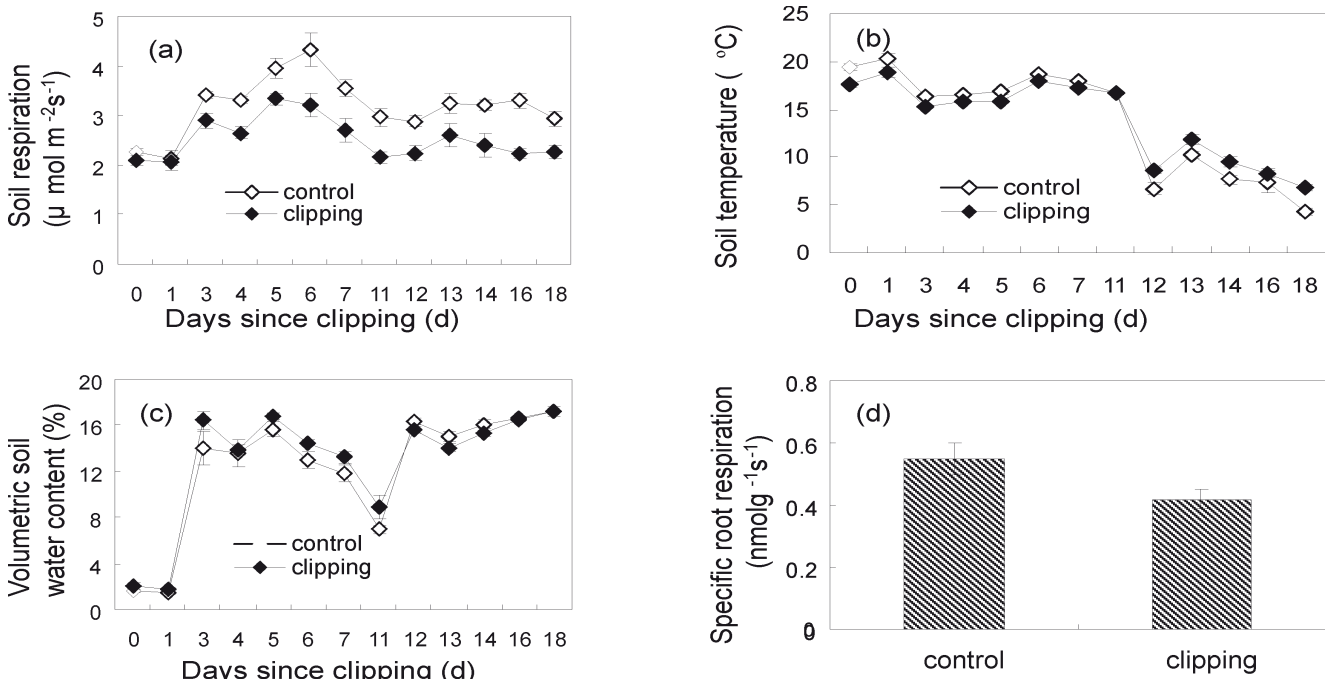 (a)
Soil respiration
(μ mol m -2s-1)
5
4
3
2
1
0
control
clipping
0 1 3 4 5 6 7 11 12 13 14 16 18
Days since clipping (d)
(b)
Soil temperature ( oC)
25
20
15
10
5
0
control
clipping
0 1 3 4 5 6 7 11 12 13 14 16 18
Days since clipping (d)
(c)
Volumetric soil
water content (%)
20
16
12
8
4
0
control
clipping
0 1 3 4 5 6 7 11 12 13 14 16 18
Days since clipping (d)
(d)
Specific root respiration
(nmolg -1s-1)
0.8
0.6
0.4
0.2
0
control clipping